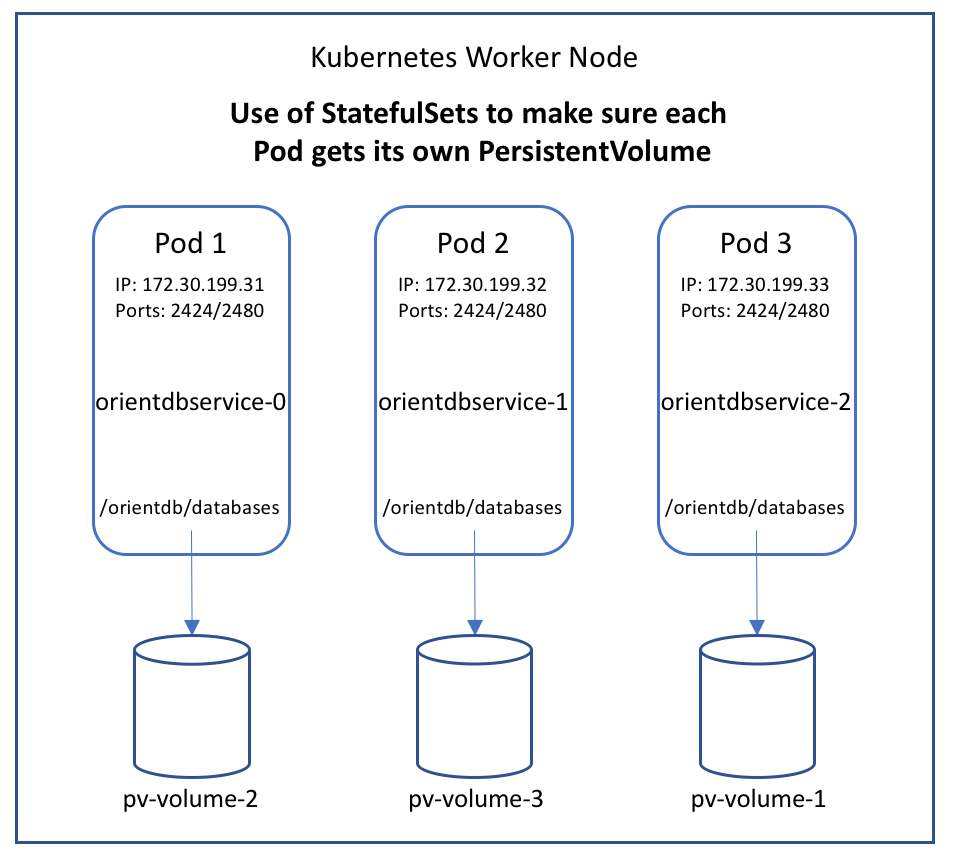 Kubernetes Worker Node
Use of StatefulSets to make sure each
Pod gets its own PersistentVolume
Pod 1
IP: 172.30.199.31
Ports: 2424/2480
orientdbservice-0
/orientdb/databases
pv-volume-2
Pod 2
IP: 172.30.199.32
Ports: 2424/2480
orientdbservice-1
/orientdb/databases
pv-volume-3
Pod 3
IP: 172.30.199.33
Ports: 2424/2480
orientdbservice-2
/orientdb/databases
pv-volume-1